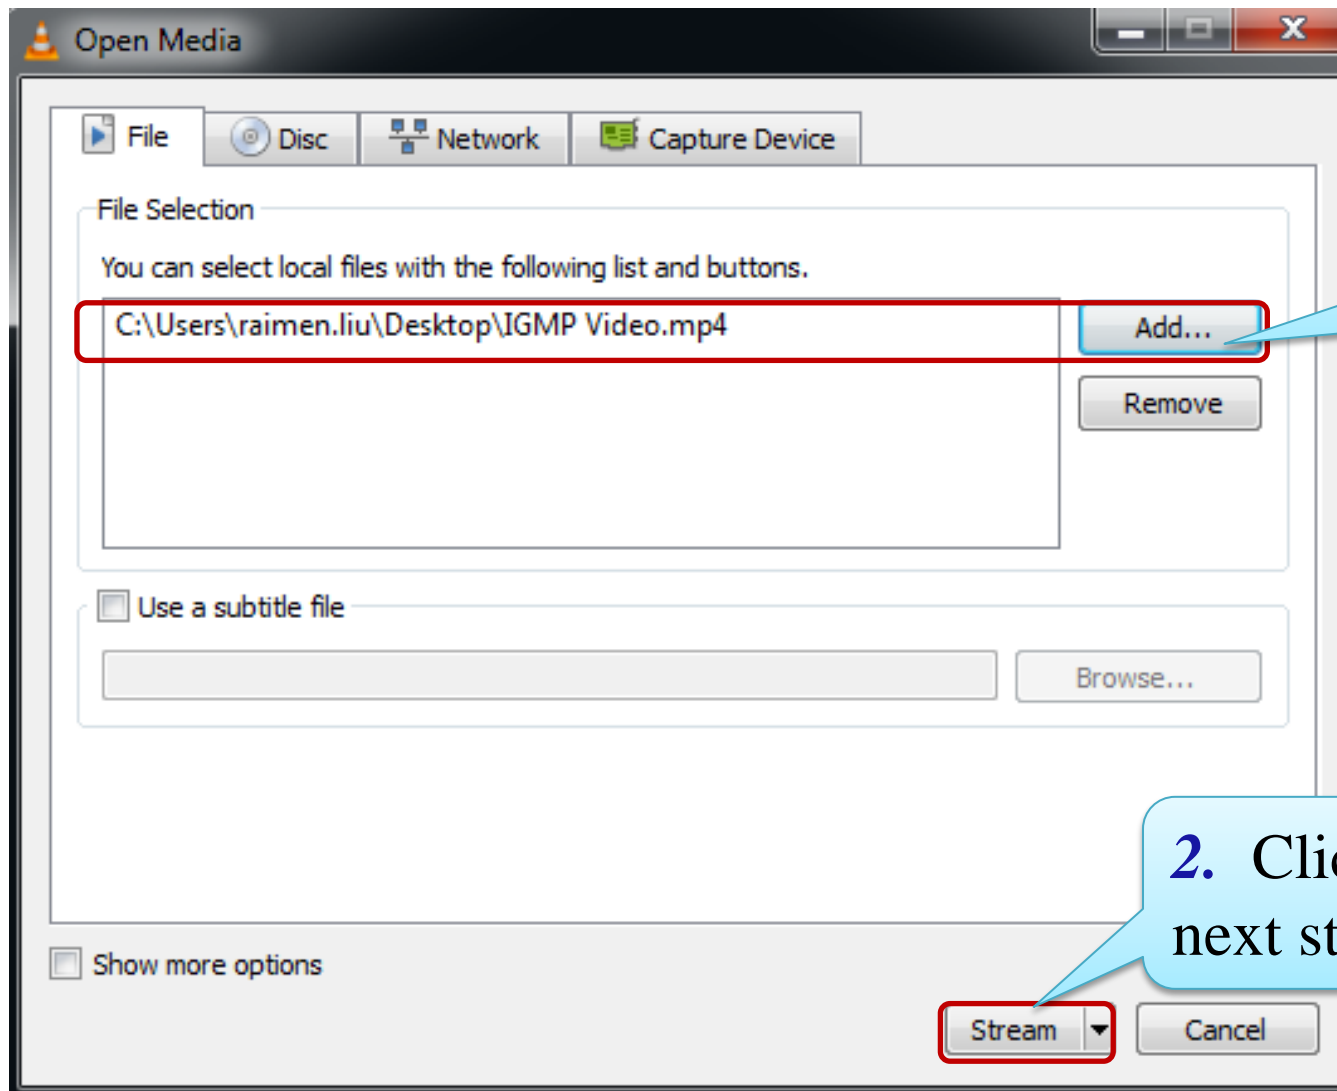 Open Media
File Disc Network Capture Device
File Selection
You can select local files with the following list and buttons.
C:\Users\raimen.liu\Desktop\IGMP Video.mp4
Add...
Remove
Use a subtitle file
Browse...
2.
next
Show more options
Stream Cancel